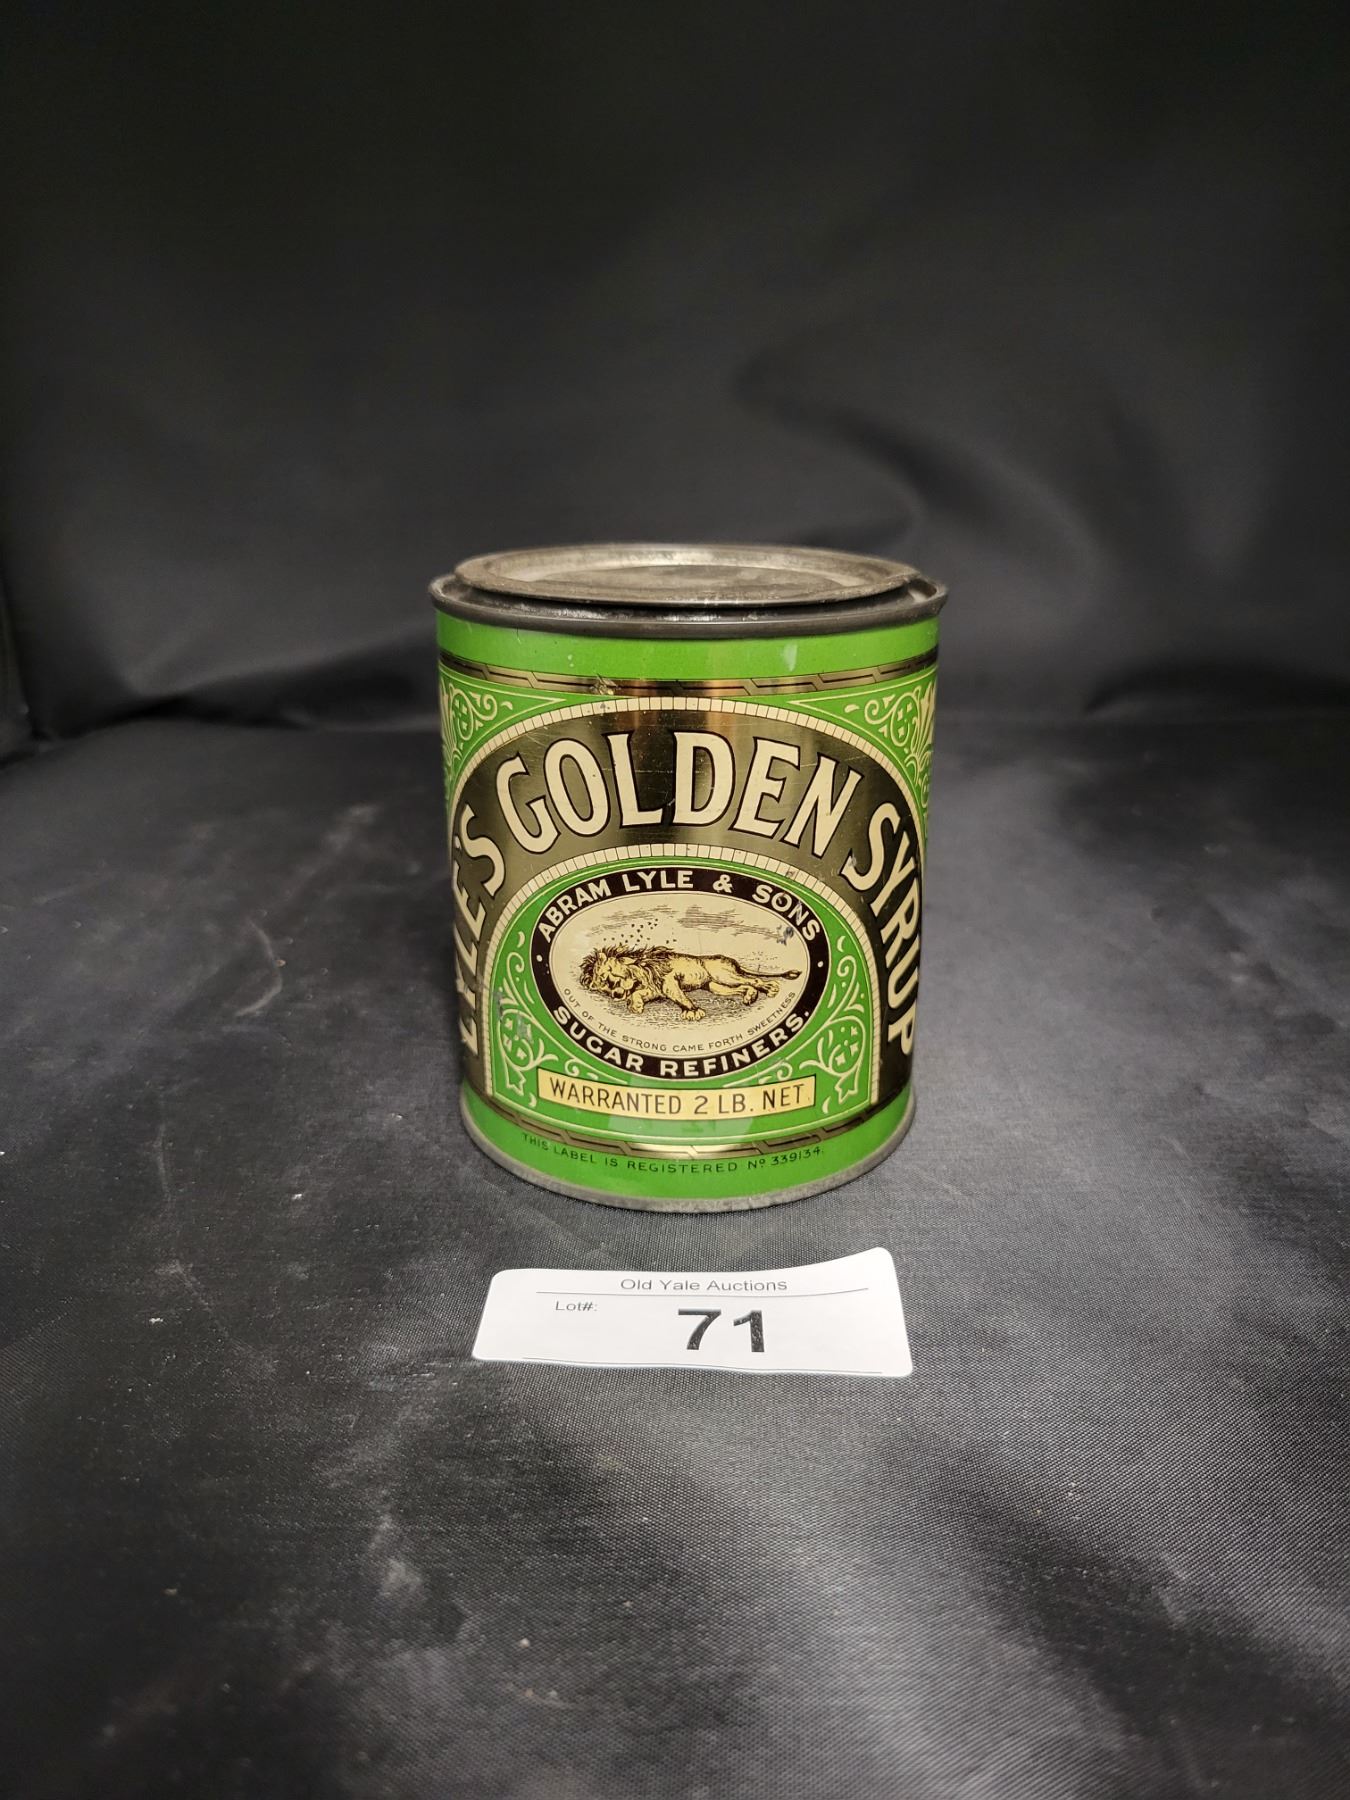 LYLE'S GOLDEN SYRUP
ABRAM LYLE & SONS
OUT OF THE STRONG CAME FORTH SWEETNESS
SUGAR REFINERS.
WARRANTED 2 LB. NET.
THIS LABEL IS REGISTERED Nº 339134.
Old Yale Auctions
Lot#: 71